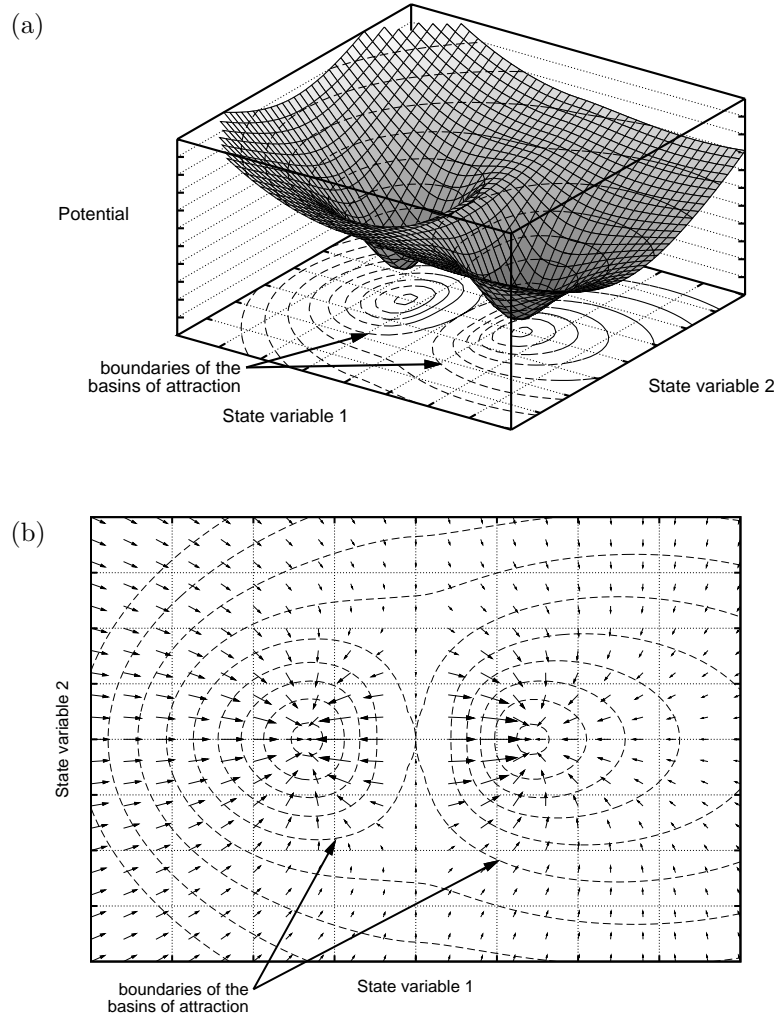 (a)
Potential
boundaries of the
basins of attraction
State variable 1
State variable 2
(b)
State variable 2
boundaries of the
basins of attraction
State variable 1